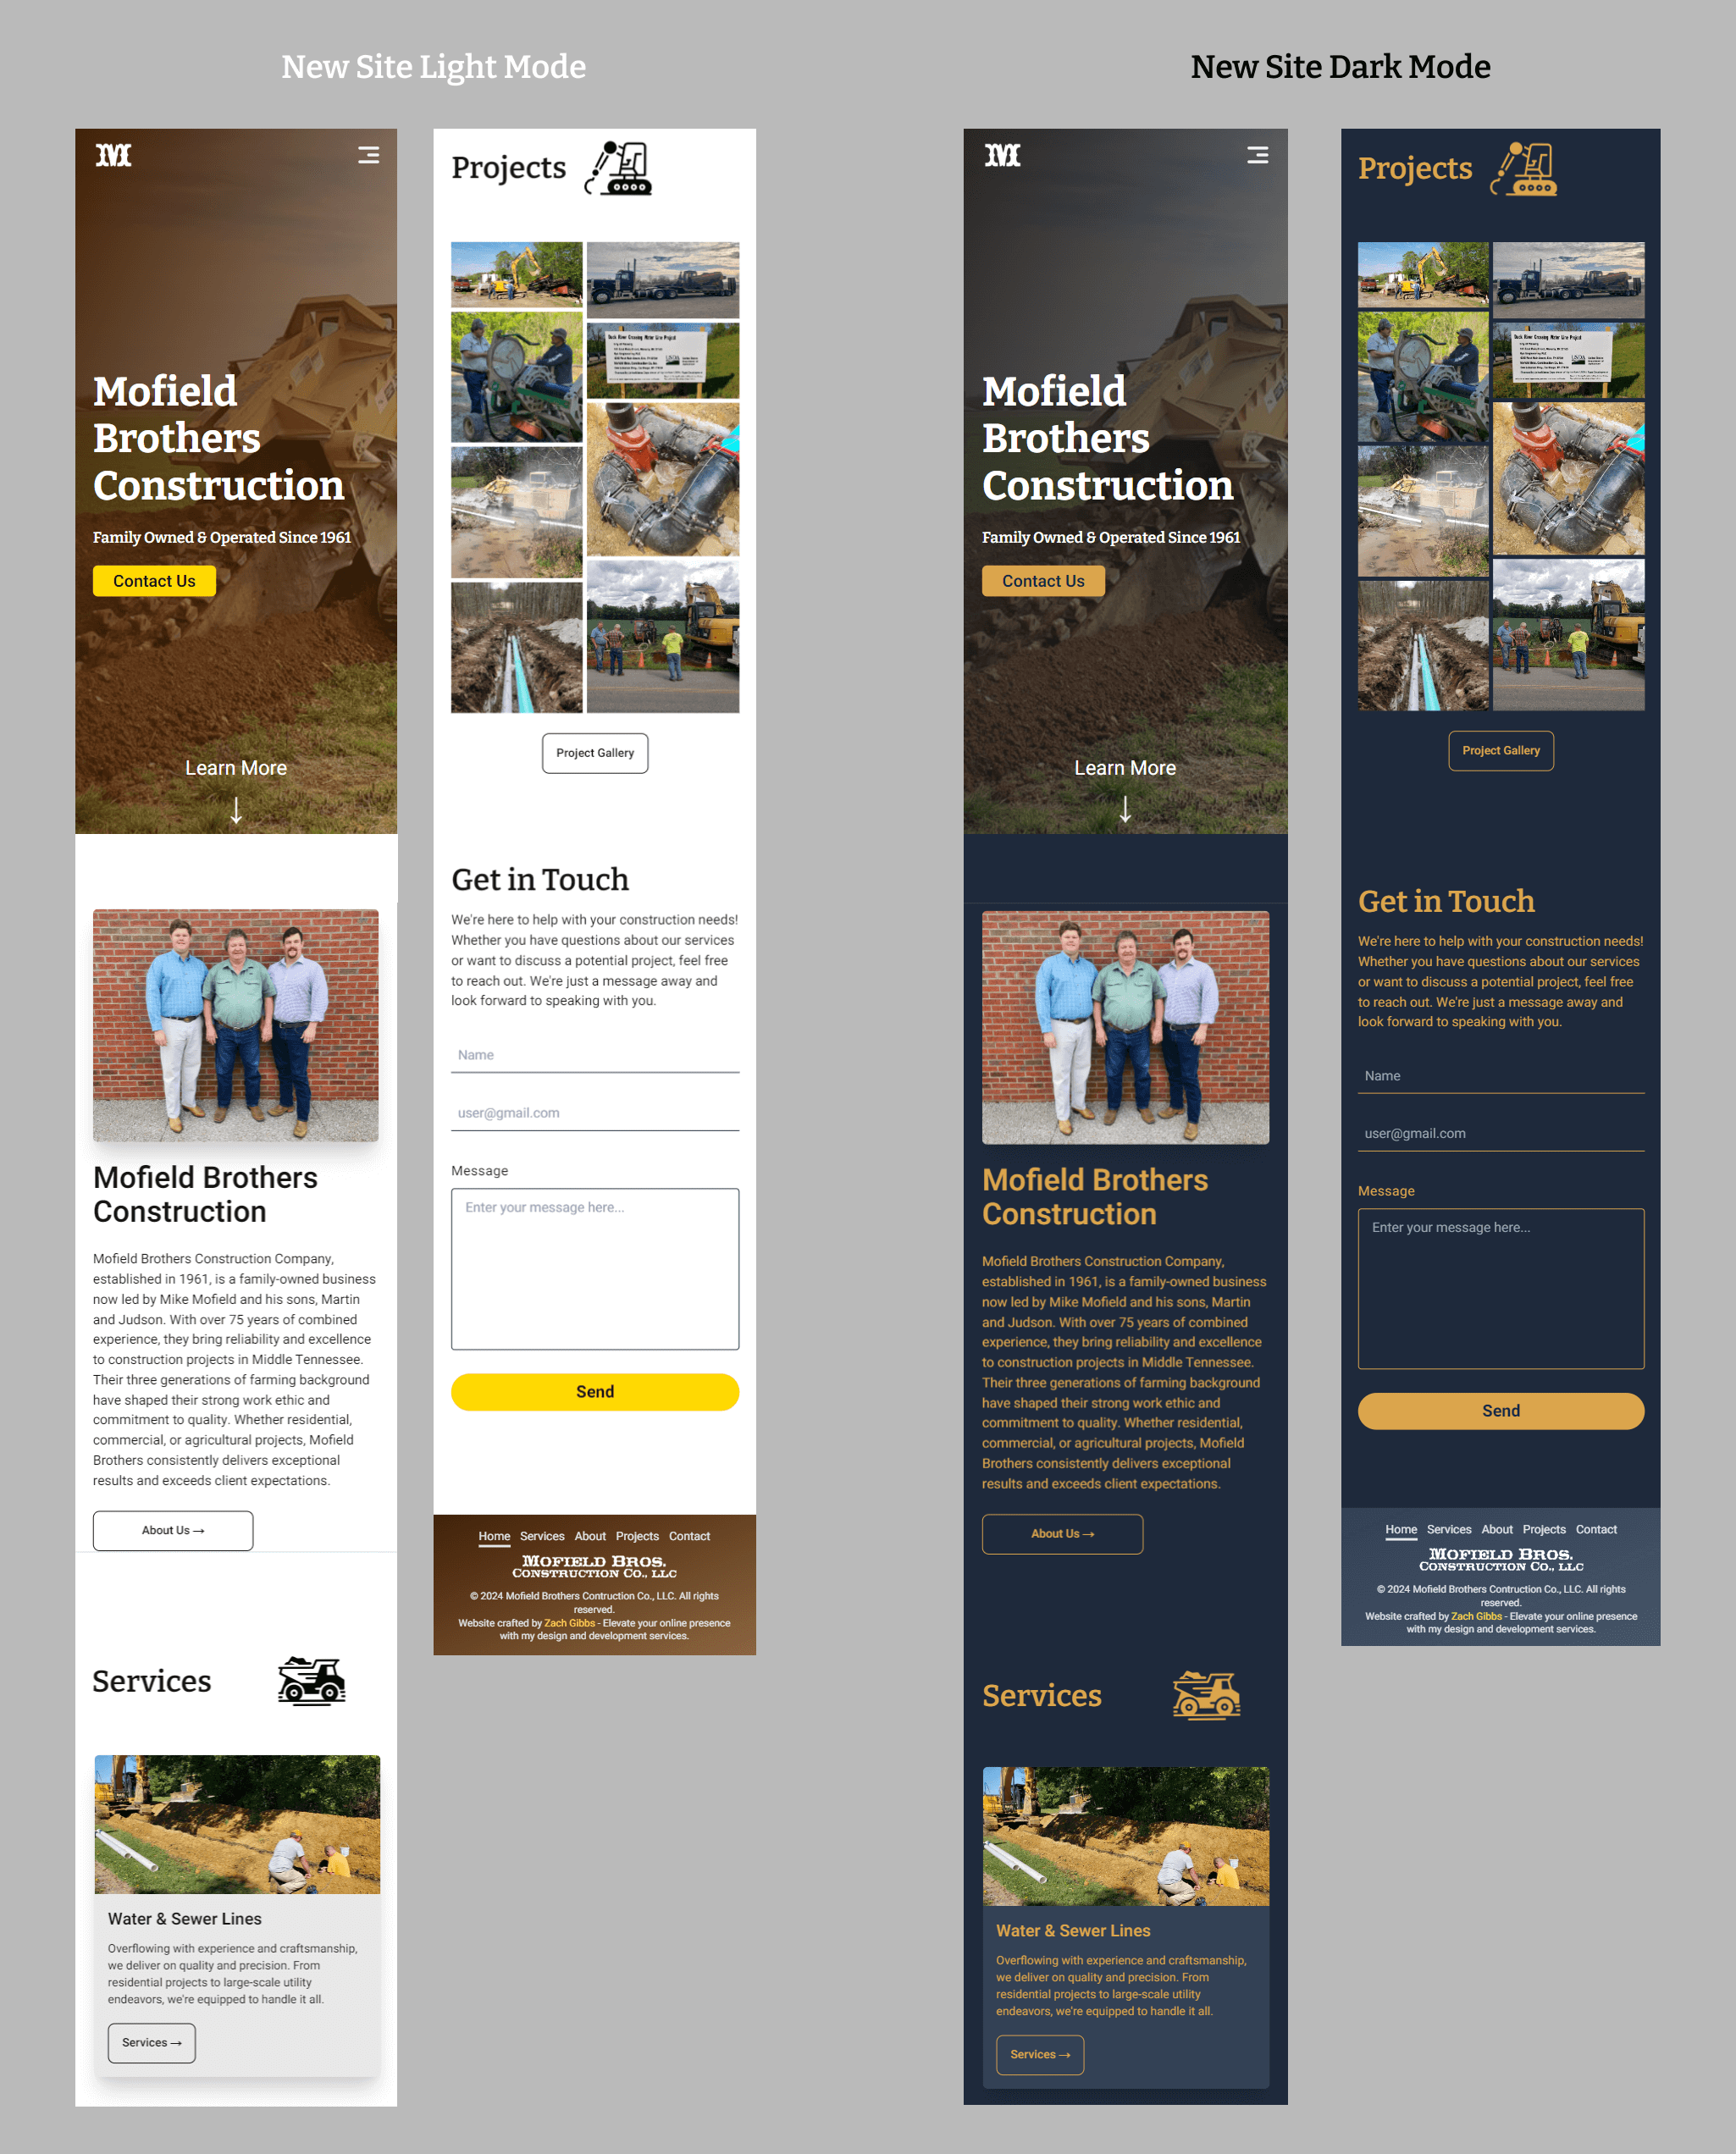 New Site Light Mode
M
Mofield
Brothers
Construction
Family Owned & Operated Since 1961
Contact Us
Learn More
↓
Mofield Brothers
Construction
Mofield Brothers Construction Company,
established in 1961, is a family-owned business
now led by Mike Mofield and his sons, Martin
and Judson. With over 75 years of combined
experience, they bring reliability and excellence
to construction projects in Middle Tennessee.
Their three generations of farming background
have shaped their strong work ethic and
commitment to quality. Whether residential,
commercial, or agricultural projects, Mofield
Brothers consistently delivers exceptional
results and exceeds client expectations.
About Us →
Services
Water & Sewer Lines
Overflowing with experience and craftsmanship,
we deliver on quality and precision. From
residential projects to large-scale utility
endeavors, we're equipped to handle it all.
Services →
Projects
Duck River Crossing Water Line Project
USDA
Project Gallery
Get in Touch
We're here to help with your construction needs!
Whether you have questions about our services
or want to discuss a potential project, feel free
to reach out. We're just a message away and
look forward to speaking with you.
Name
user@gmail.com
Message
Enter your message here...
Send
Home Services About Projects Contact
Mofield Bros.
Construction Co., LLC
© 2024 Mofield Brothers Contruction Co., LLC. All rights
reserved.
Website crafted by Zach Gibbs - Elevate your online presence
with my design and development services.
New Site Dark Mode
M
Mofield
Brothers
Construction
Family Owned & Operated Since 1961
Contact Us
Learn More
↓
Mofield Brothers
Construction
Mofield Brothers Construction Company,
established in 1961, is a family-owned business
now led by Mike Mofield and his sons, Martin
and Judson. With over 75 years of combined
experience, they bring reliability and excellence
to construction projects in Middle Tennessee.
Their three generations of farming background
have shaped their strong work ethic and
commitment to quality. Whether residential,
commercial, or agricultural projects, Mofield
Brothers consistently delivers exceptional
results and exceeds client expectations.
About Us →
Services
Water & Sewer Lines
Overflowing with experience and craftsmanship,
we deliver on quality and precision. From
residential projects to large-scale utility
endeavors, we're equipped to handle it all.
Services →
Projects
Duck River Crossing Water Line Project
USDA
Project Gallery
Get in Touch
We're here to help with your construction needs!
Whether you have questions about our services
or want to discuss a potential project, feel free
to reach out. We're just a message away and
look forward to speaking with you.
Name
user@gmail.com
Message
Enter your message here...
Send
Home Services About Projects Contact
Mofield Bros.
Construction Co., LLC
© 2024 Mofield Brothers Contruction Co., LLC. All rights
reserved.
Website crafted by Zach Gibbs - Elevate your online presence
with my design and development services.